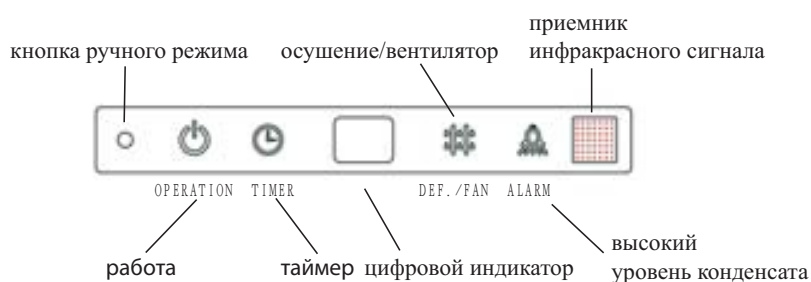 приемник
кнопка ручного режима осушение/вентилятор инфракрасного сигнала
OPERATION TIMER DEF./FAN ALARM
высокий
работа таймер цифровой индикатор уровень конденсата